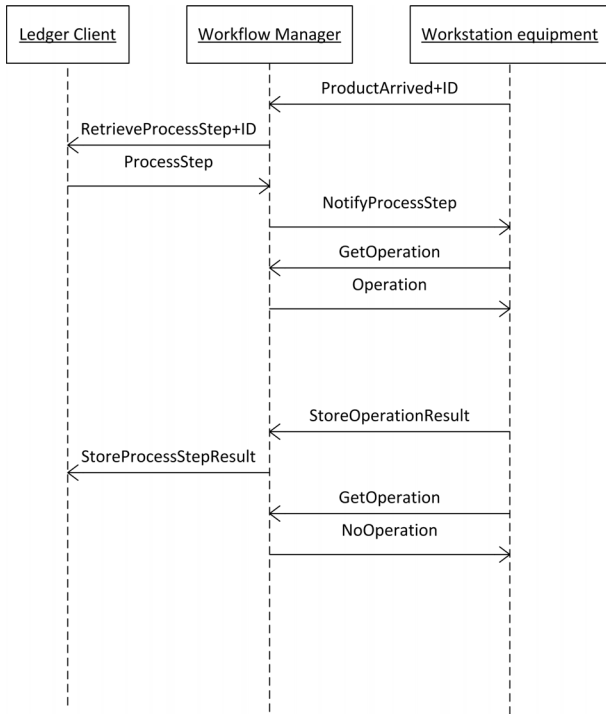 Ledger Client
Workflow Manager
Workstation equipment
ProductArrived+ID
RetrieveProcessStep+ID
ProcessStep
NotifyProcessStep
GetOperation
Operation
StoreOperationResult
StoreProcessStepResult
GetOperation
NoOperation